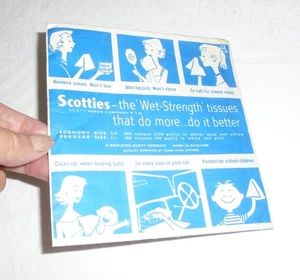 Remove cream. Won't tear
Blot lipstick. Won't shred
So soft for sneezy noses
Scotties – the 'Wet-Strength' tissues
SCOTT PAPER COMPANY U.S.A.
that do more...do it better
ECONOMY SIZE
REGULAR SIZE
A BOWATER-SCOTT PRODUCT MADE IN ENGLAND
Clean-up when feeding baby
So many uses in your car
Perfect for school children